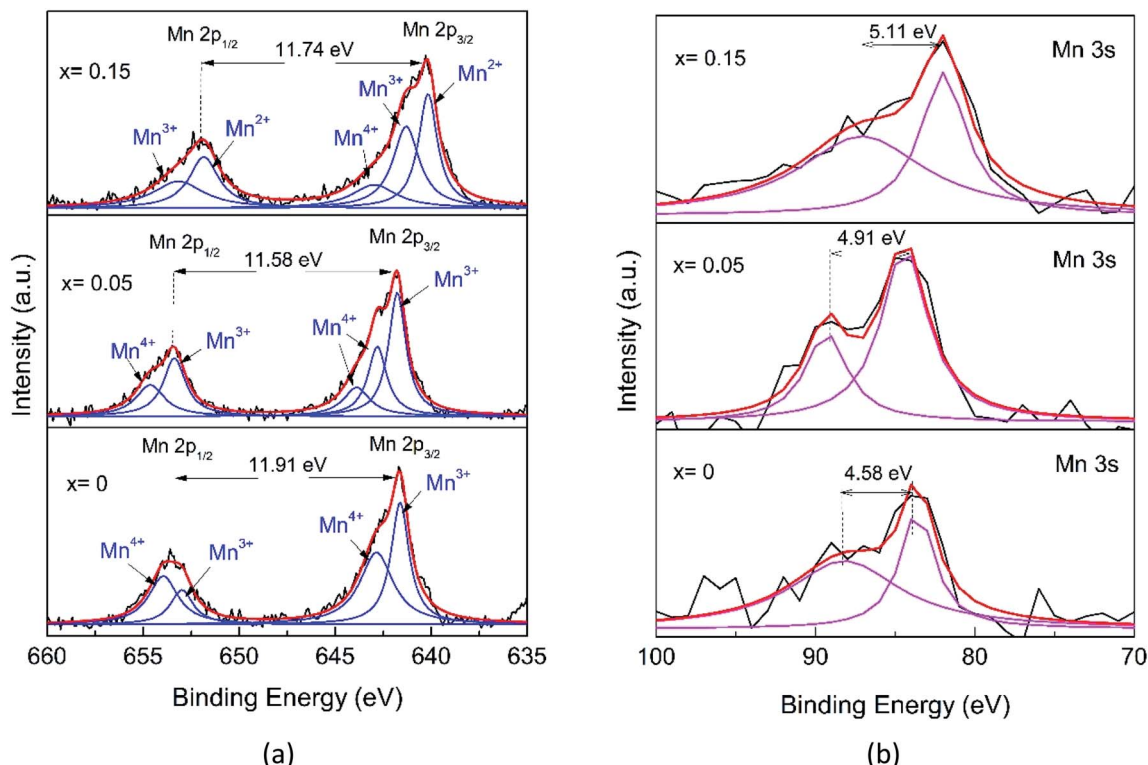 Mn 2p1/2
11.74 eV
Mn 2p3/2
x= 0.15
Mn3+
Mn2+
Mn3+
Mn2+
Mn4+
Mn 2p1/2
11.58 eV
Mn 2p3/2
x= 0.05
Mn3+
Mn4+
Mn3+
Mn4+
Mn 2p1/2
11.91 eV
Mn 2p3/2
x= 0
Mn3+
Mn4+
Mn3+
Mn4+
Intensity (a.u.)
660
655
650
645
640
635
Binding Energy (eV)
(a)
5.11 eV
x= 0.15
Mn 3s
4.91 eV
x= 0.05
Mn 3s
4.58 eV
x= 0
Mn 3s
Intensity (a.u.)
100
90
80
70
Binding Energy (eV)
(b)